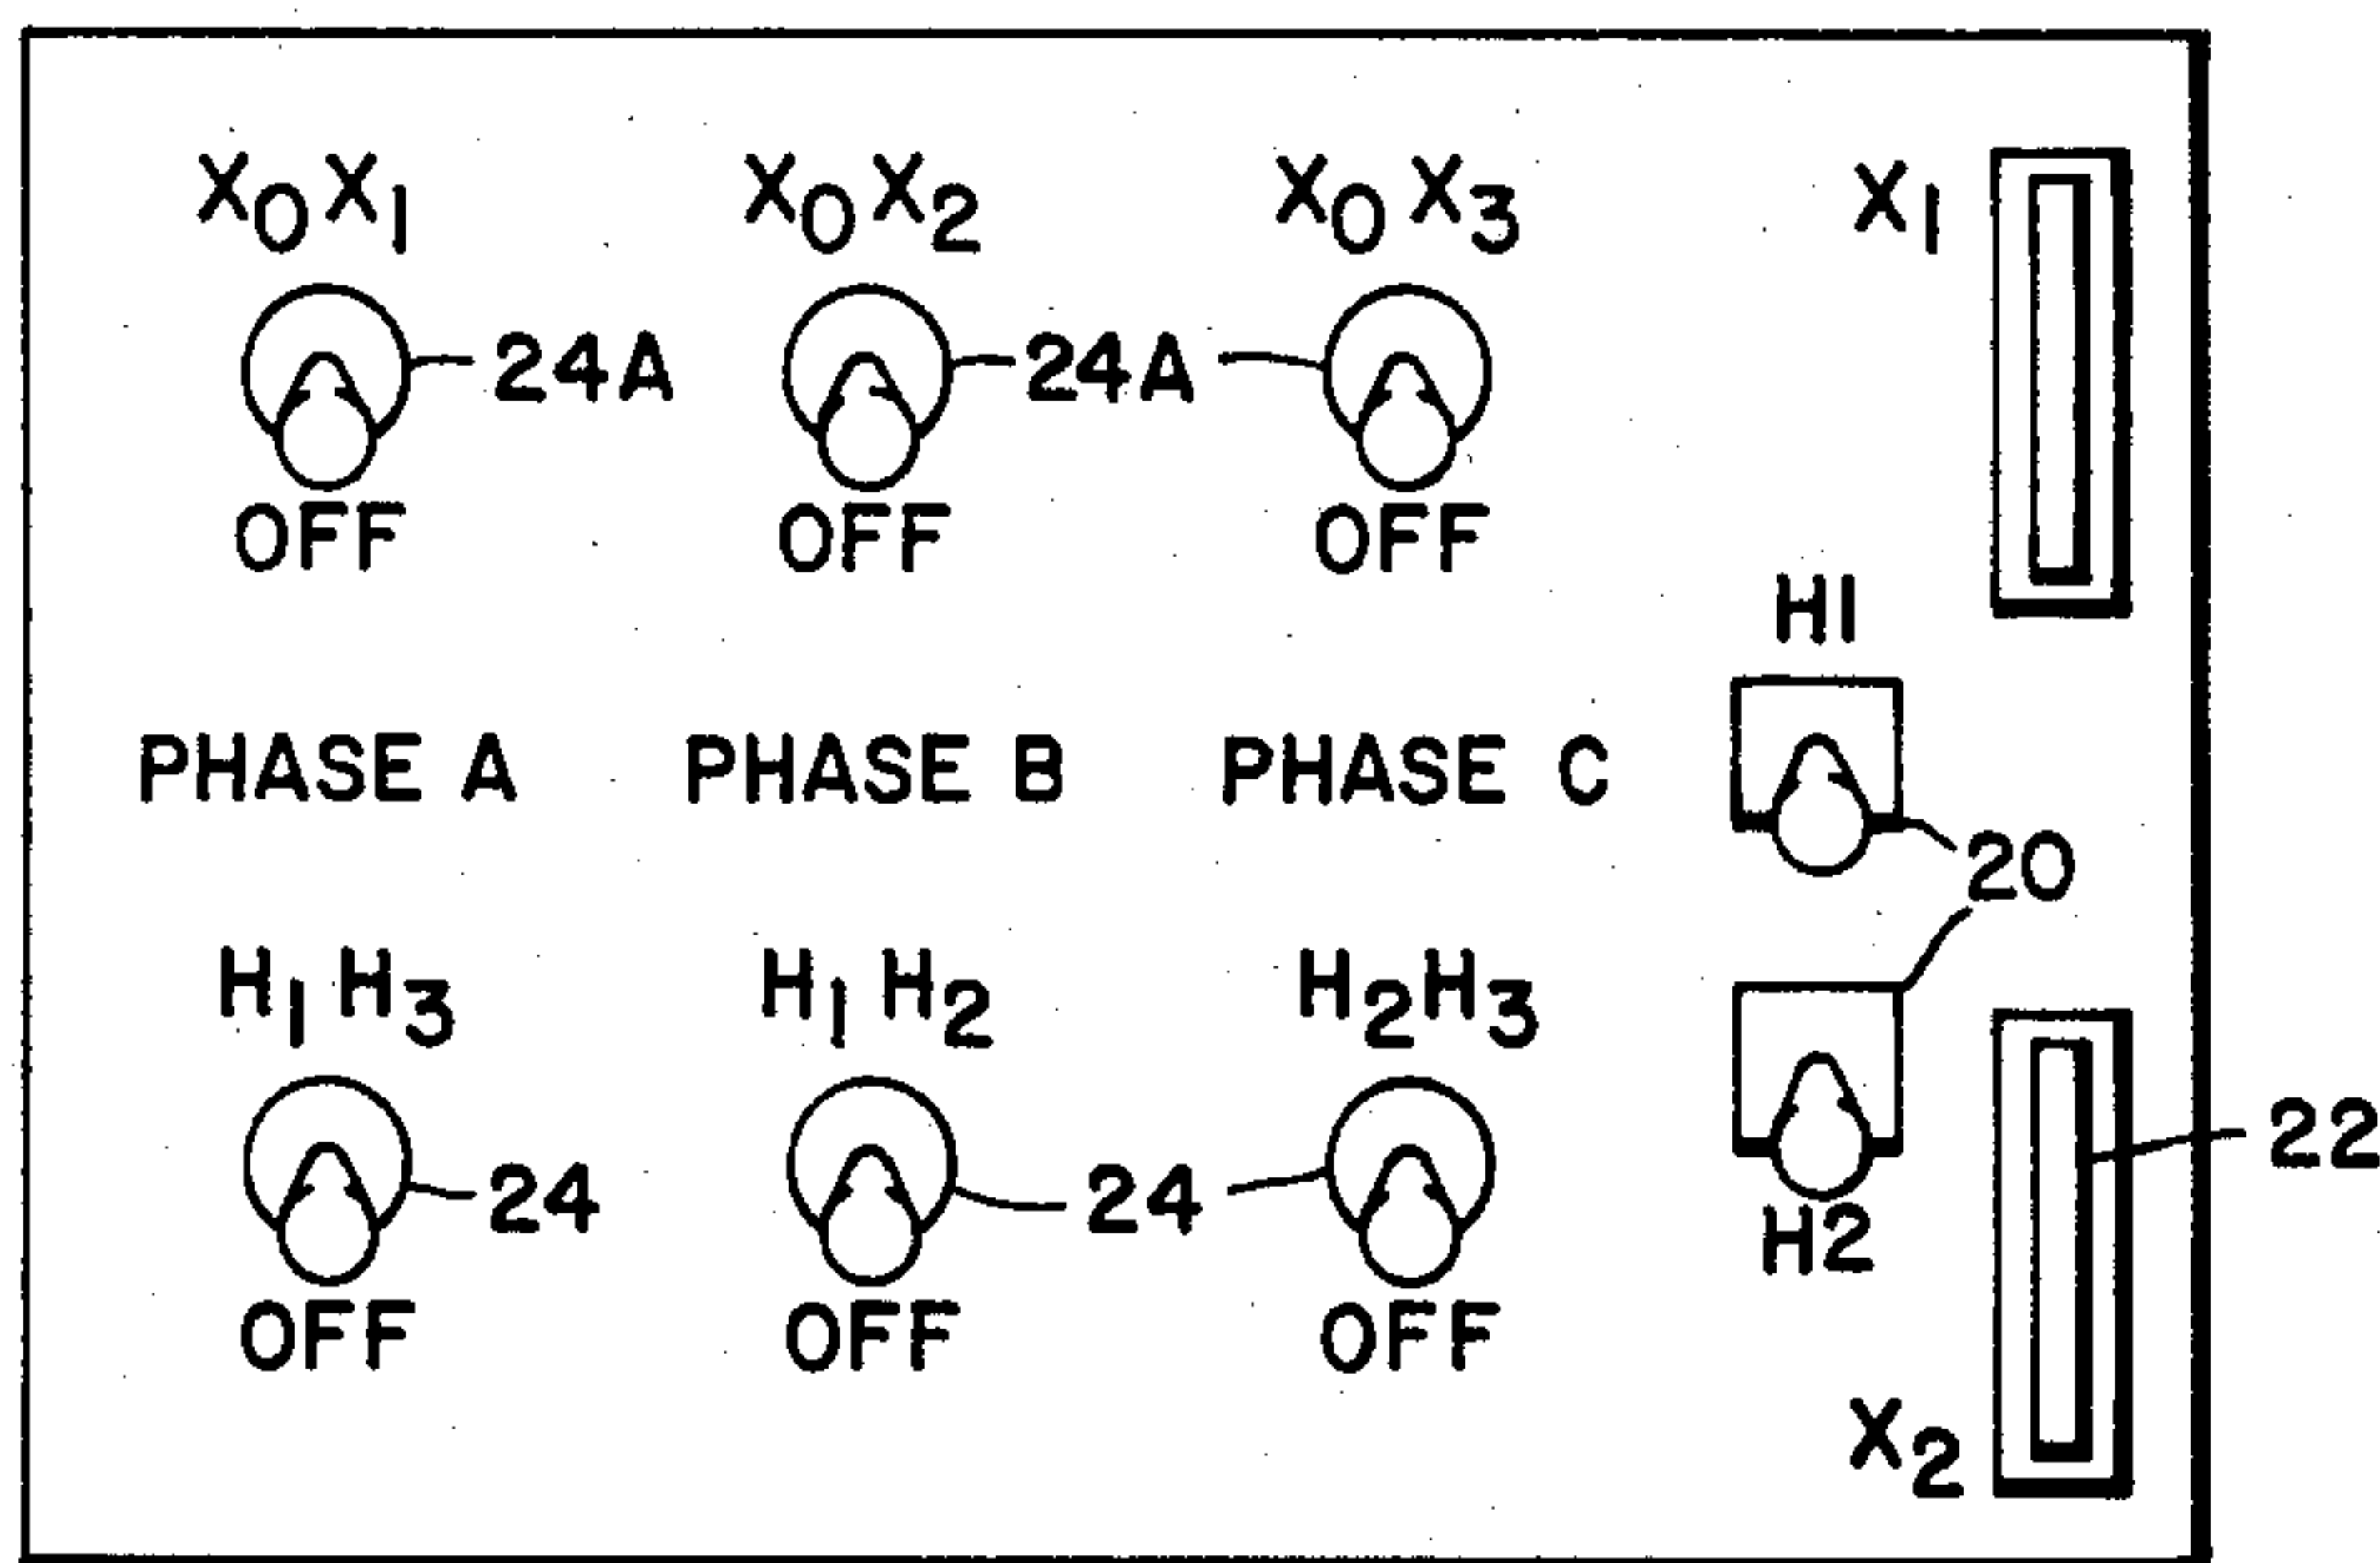 X₀X₁ X₀X₂ X₀X₃ X₁
24A 24A
OFF OFF OFF
H1
PHASE A PHASE B PHASE C
20
H₁H₃ H₁H₂ H₂H₃
24 24 22
H2
OFF OFF OFF
X₂